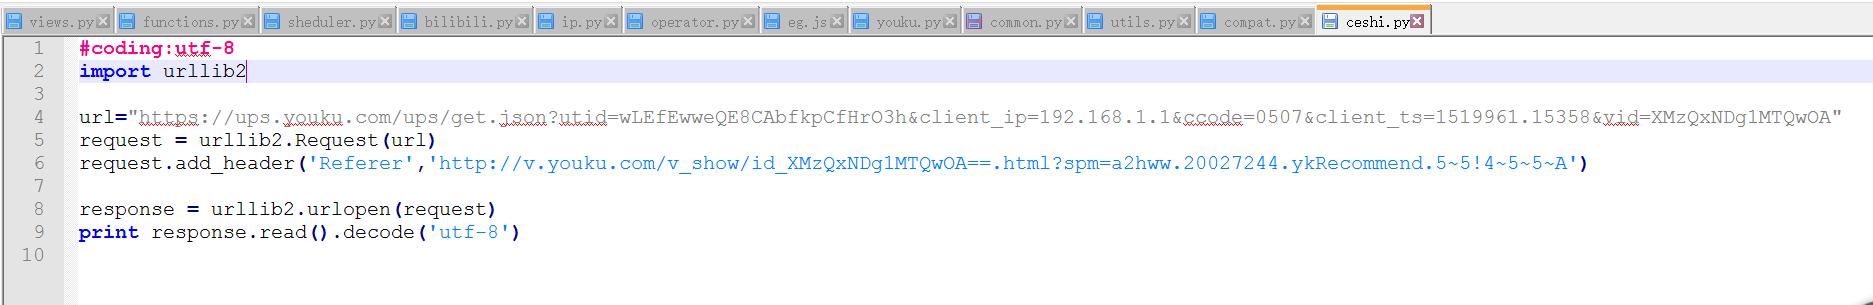 views.py functions.py sheduler.py bilibili.py ip.py operator.py eg.js youku.py common.py utils.py compat.py ceshi.py
1 #coding:utf-8
2 import urllib2
3
4 url="https://ups.youku.com/ups/get.json?utid=wLEfEwweQE8CAbfkpCfHrO3h&client_ip=192.168.1.1&ccode=0507&client_ts=1519961.15358&vid=XMzQxNDg1MTQwOA"
5 request = urllib2.Request(url)
6 request.add_header('Referer','http://v.youku.com/v_show/id_XMzQxNDg1MTQwOA==.html?spm=a2hww.20027244.ykRecommend.5~5!4~5~5~A')
7
8 response = urllib2.urlopen(request)
9 print response.read().decode('utf-8')
10